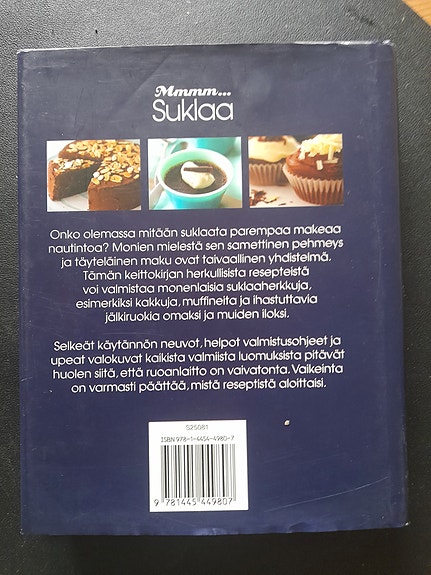 Mmmm...
Suklaa
Onko olemassa mitään suklaata parempaa makeaa
nautintoa? Monien mielestä sen samettinen pehmeys
ja täyteläinen maku ovat taivaallinen yhdistelmä.
Tämän keittokirjan herkullisista resepteistä
voi valmistaa monenlaisia suklaaherkkuja,
esimerkiksi kakkuja, muffineita ja ihastuttavia
jälkiruokia omaksi ja muiden iloksi.
Selkeät käytännön neuvot, helpot valmistusohjeet ja
upeat valokuvat kaikista valmiista luomuksista pitävät
huolen siitä, että ruoanlaitto on vaivatonta. Vaikeinta
on varmasti päättää, mistä reseptistä aloittaisi.
S25081
ISBN 978-1-4454-4980-7
9 781445 449807